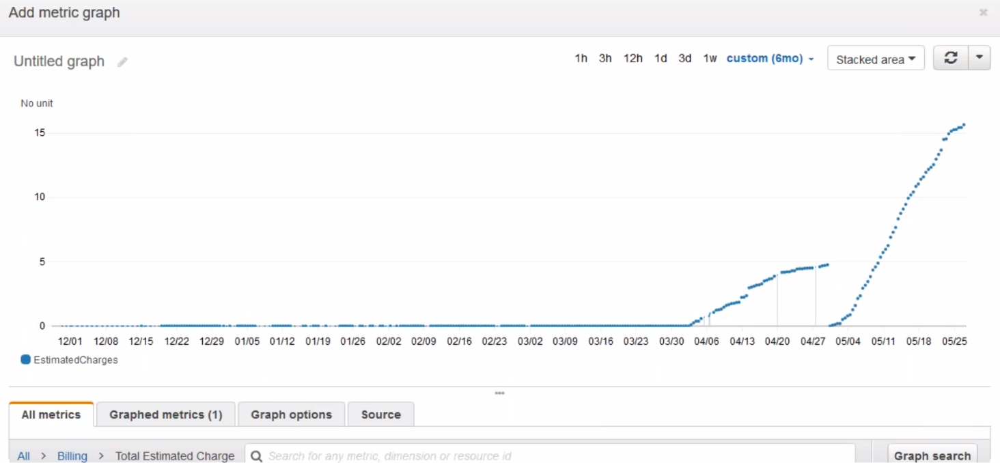 Add metric graph
Untitled graph 1h 3h 12h 1d 3d 1w custom (6mo) Stacked area
No unit
15
10
5
0
12/01 12/08 12/15 12/22 12/29 01/05 01/12 01/19 01/26 02/02 02/09 02/16 02/23 03/02 03/09 03/16 03/23 03/30 04/06 04/13 04/20 04/27 05/04 05/11 05/18 05/25
EstimatedCharges
All metrics Graphed metrics (1) Graph options Source
All > Billing > Total Estimated Charge Search for any metric, dimension or resource id Graph search